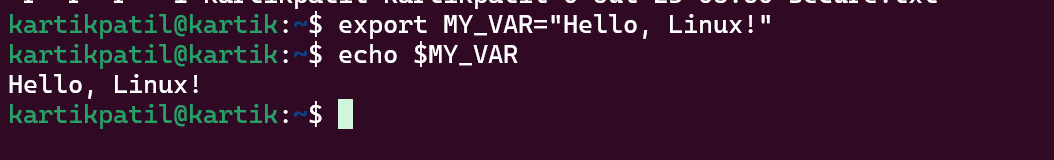 kartikpatil@kartik:~$ export MY_VAR="Hello, Linux!"
kartikpatil@kartik:~$ echo $MY_VAR
Hello, Linux!
kartikpatil@kartik:~$